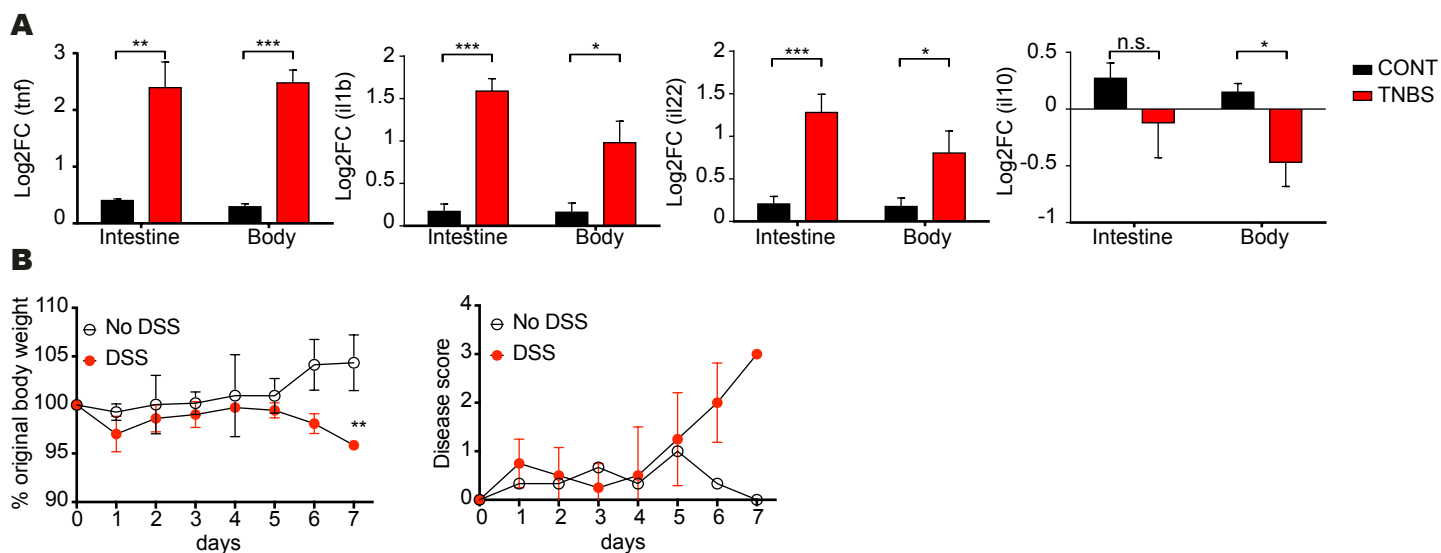 A
Log2FC (tnf)
3
2
1
0
**
***
Intestine
Body
Log2FC (il1b)
2
1.5
1
0.5
0
***
*
Intestine
Body
Log2FC (il22)
2
1.5
1
0.5
0
***
*
Intestine
Body
Log2FC (il10)
0.5
0
-0.5
-1
n.s.
*
Intestine
Body
CONT
TNBS
B
% original body weight
110
105
100
95
90
No DSS
DSS
**
0 1 2 3 4 5 6 7
days
Disease score
4
3
2
1
0
No DSS
DSS
0 1 2 3 4 5 6 7
days